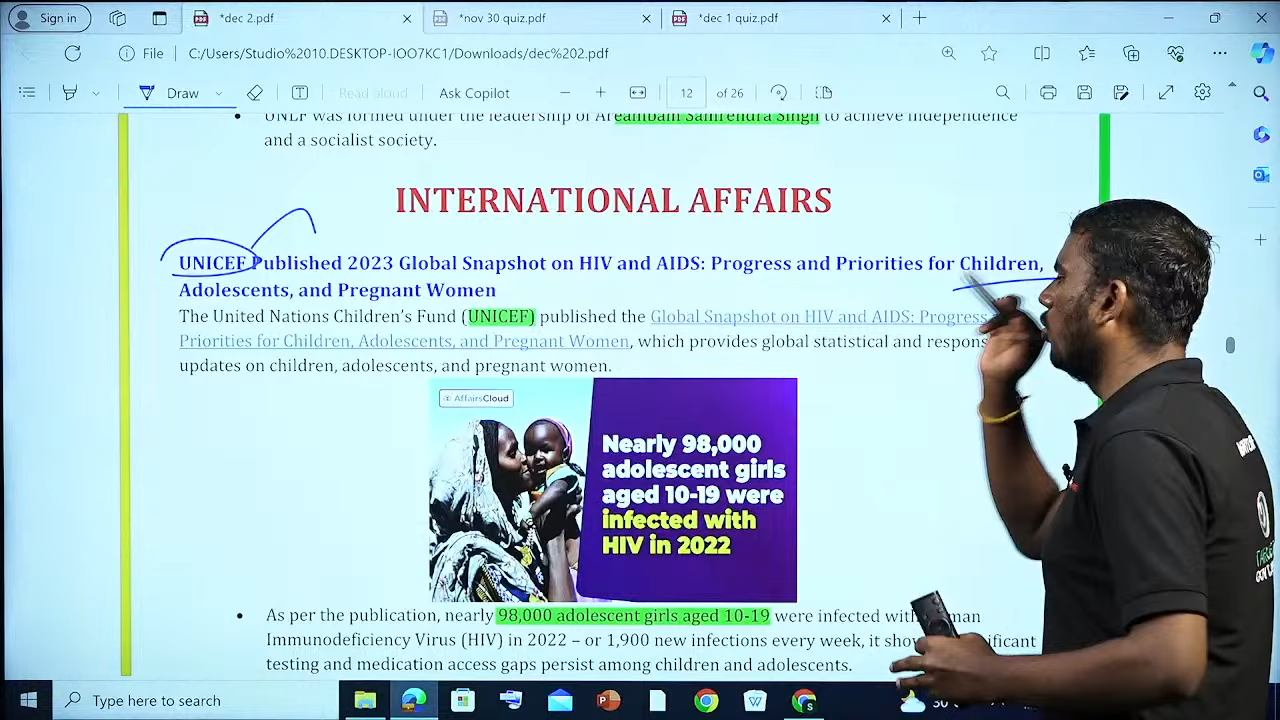 Sign in
*dec 2.pdf
*nov 30 quiz.pdf
*dec 1 quiz.pdf
File
C:/Users/Studio%2010.DESKTOP-IOO7KC1/Downloads/dec%202.pdf
Draw
Read aloud
Ask Copilot
12 of 26
UNLF was formed under the leadership of Areambam Samrendra Singh to achieve independence
and a socialist society.
INTERNATIONAL AFFAIRS
UNICEF Published 2023 Global Snapshot on HIV and AIDS: Progress and Priorities for Children,
Adolescents, and Pregnant Women
The United Nations Children's Fund (UNICEF) published the Global Snapshot on HIV and AIDS: Progress
Priorities for Children, Adolescents, and Pregnant Women, which provides global statistical and respons
updates on children, adolescents, and pregnant women.
AffairsCloud
Nearly 98,000
adolescent girls
aged 10-19 were
infected with
HIV in 2022
As per the publication, nearly 98,000 adolescent girls aged 10-19 were infected with
Immunodeficiency Virus (HIV) in 2022 – or 1,900 new infections every week, it
testing and medication access gaps persist among children and adolescents.
Type here to search